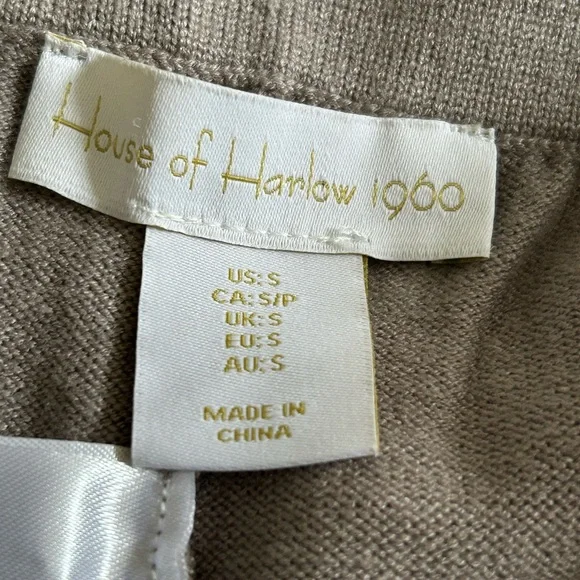 House of Harlow 1960
US: S
CA: S/P
UK: S
EU: S
AU: S
MADE IN
CHINA